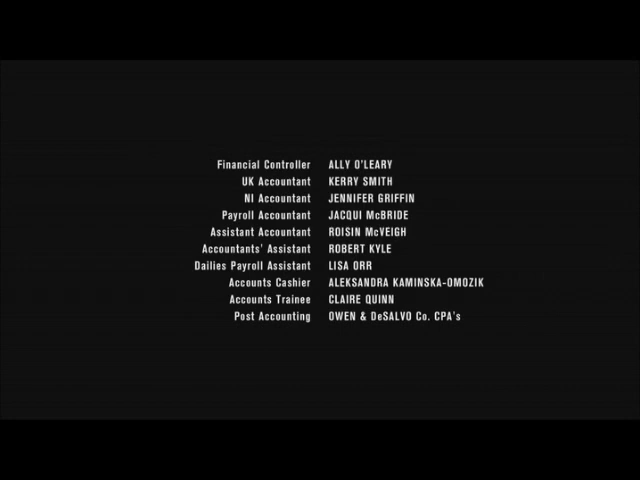 Financial Controller ALLY O'LEARY
UK Accountant KERRY SMITH
NI Accountant JENNIFER GRIFFIN
Payroll Accountant JACQUI McBRIDE
Assistant Accountant ROISIN McVEIGH
Accountants' Assistant ROBERT KYLE
Dailies Payroll Assistant LISA ORR
Accounts Cashier ALEKSANDRA KAMINSKA-OMOZIK
Accounts Trainee CLAIRE QUINN
Post Accounting OWEN & DeSALVO Co. CPA's